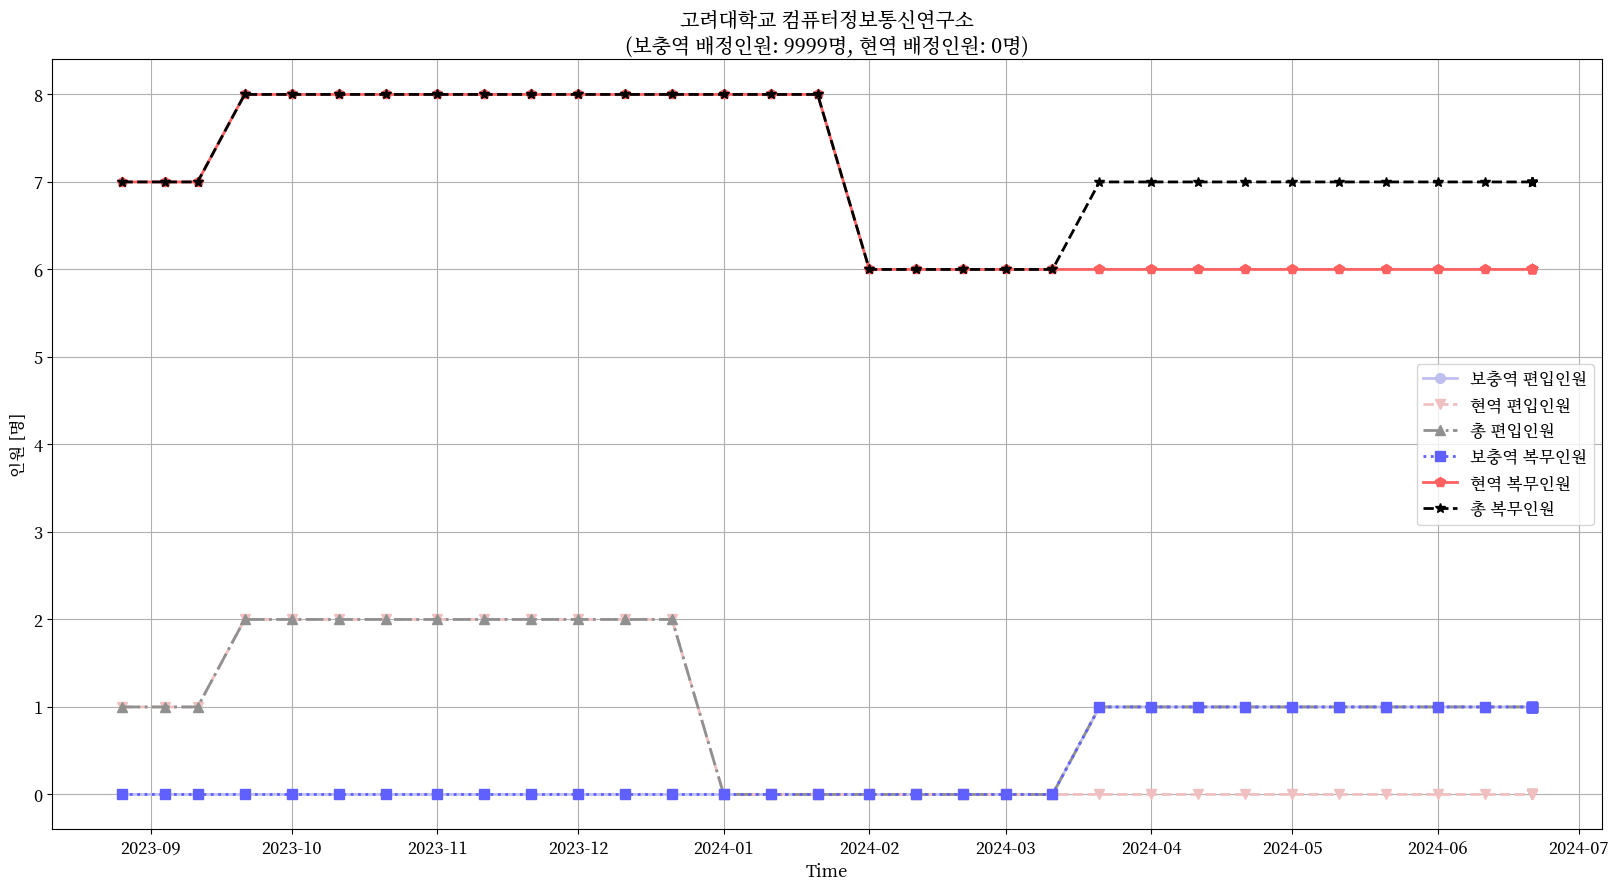 고려대학교 컴퓨터정보통신연구소
(보충역 배정인원: 9999명, 현역 배정인원: 0명)
인원 [명]
8
7
6
5
4
3
2
1
0
보충역 편입인원
현역 편입인원
총 편입인원
보충역 복무인원
현역 복무인원
총 복무인원
2023-09 2023-10 2023-11 2023-12 2024-01 2024-02 2024-03 2024-04 2024-05 2024-06 2024-07
Time